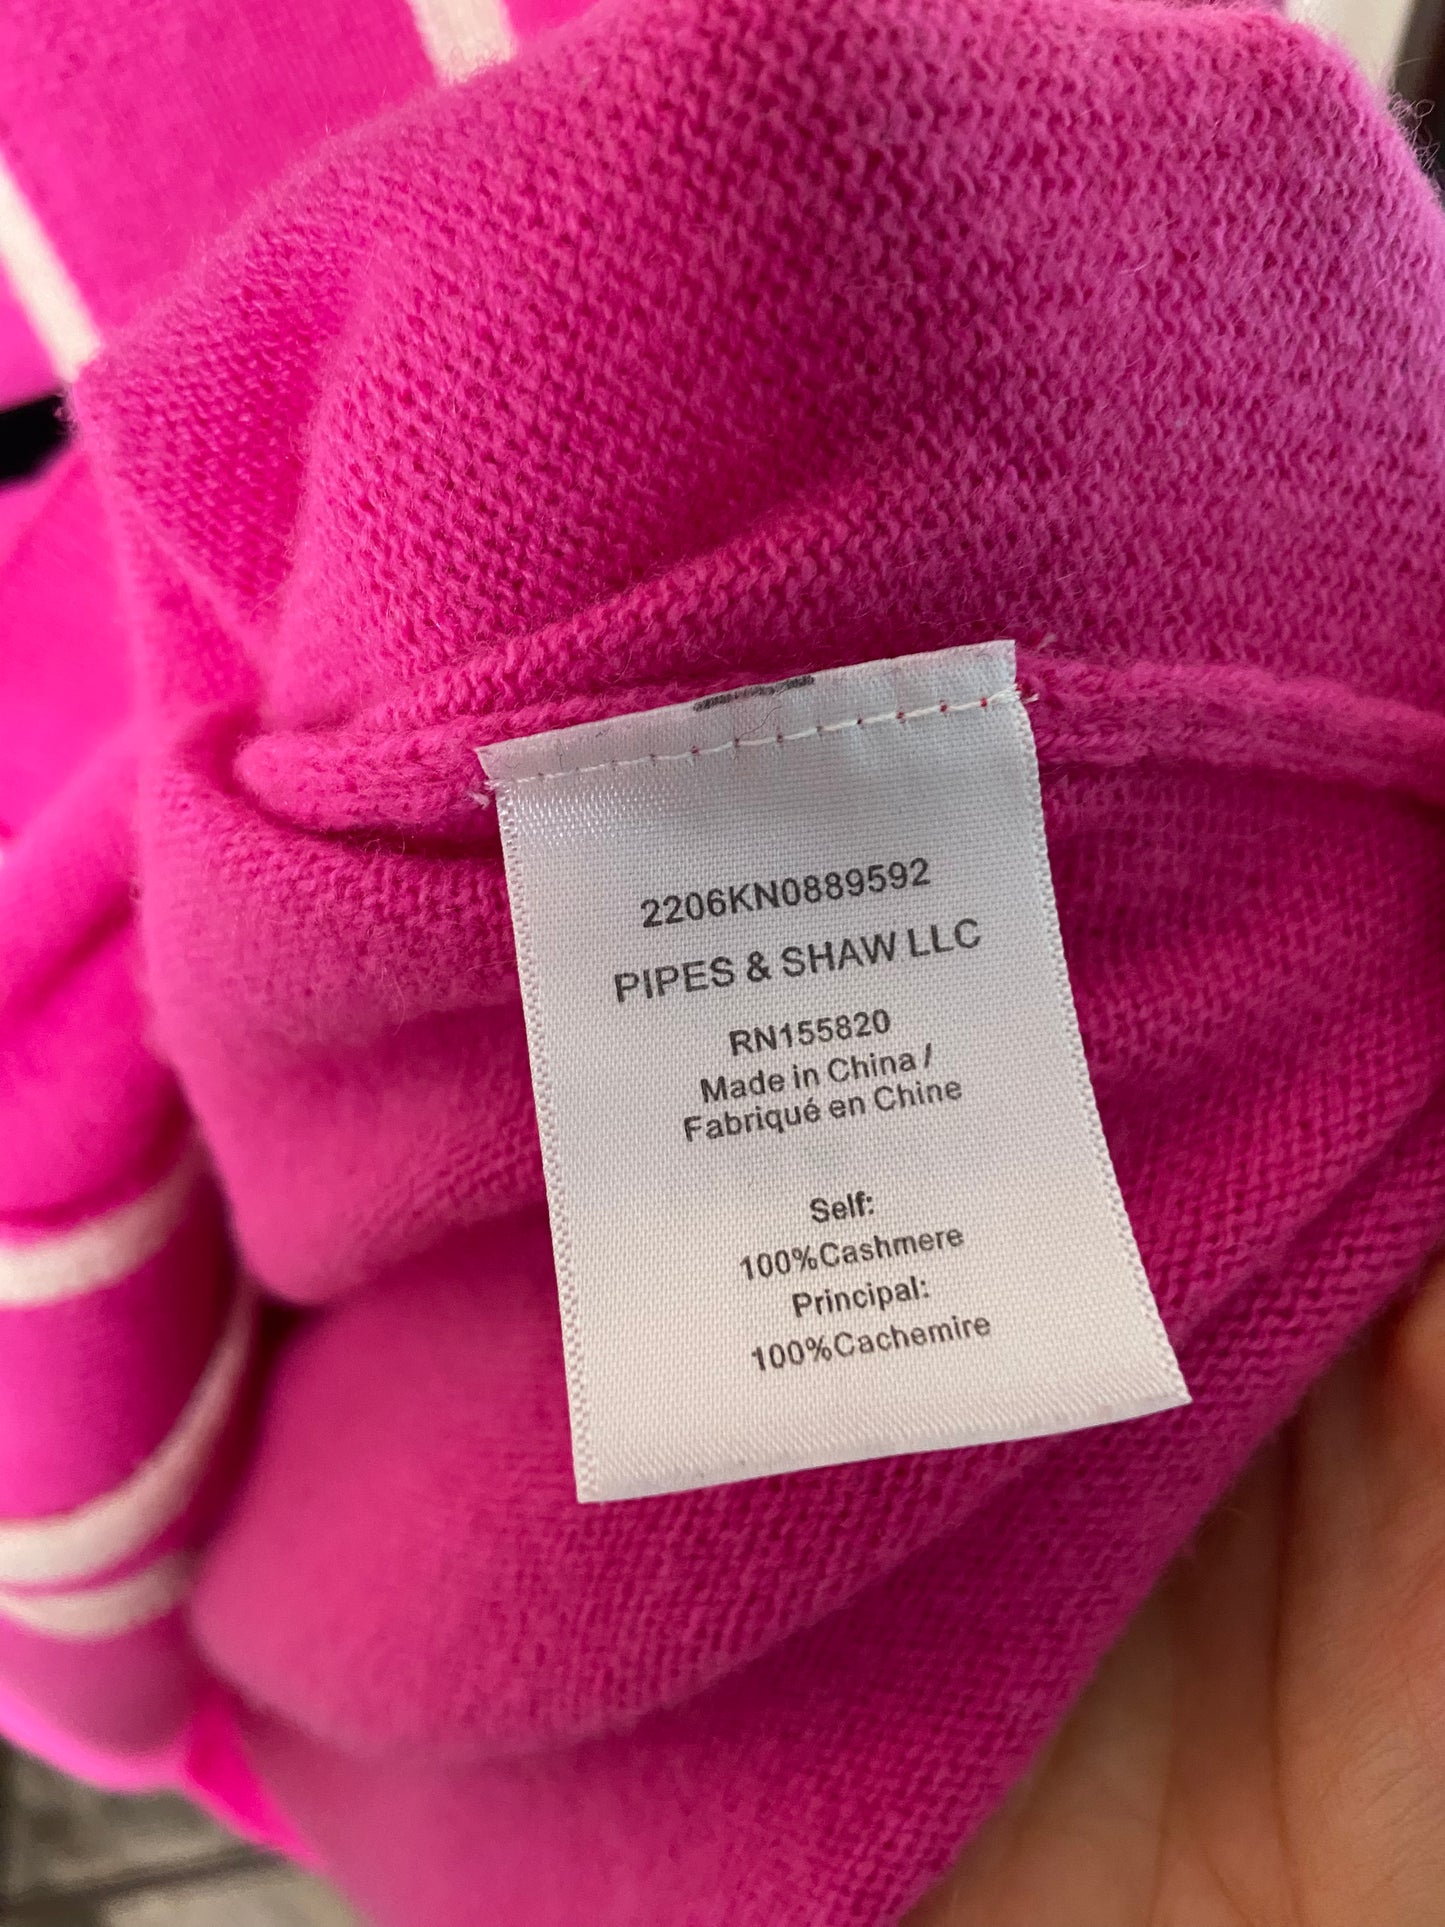 2206KN0889592
PIPES & SHAW LLC
RN155820
Made in China /
Fabriqué en Chine
Self:
100%Cashmere
Principal:
100%Cachemire